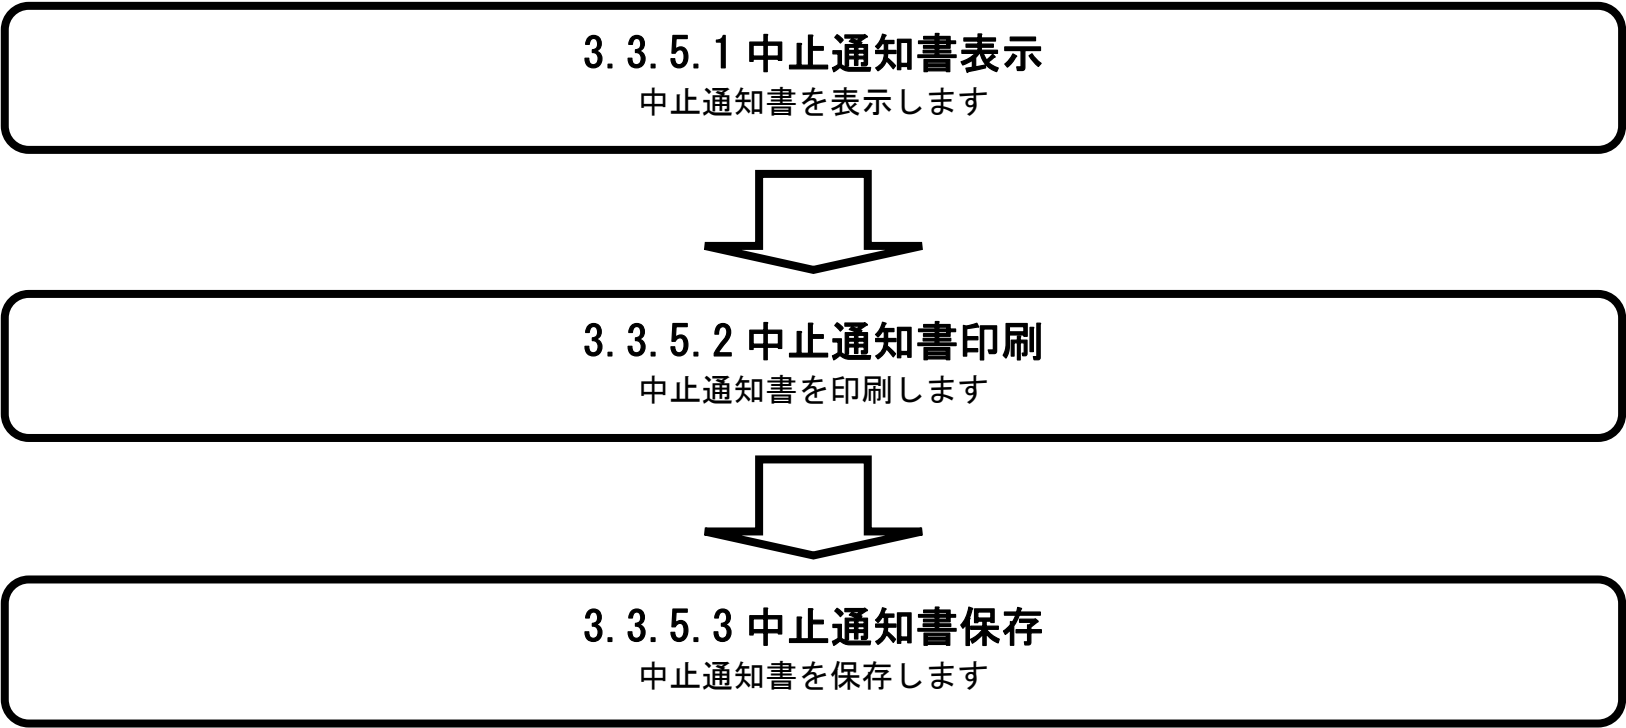 3.3.5.1 中止通知書表示
中止通知書を表示します
3.3.5.2 中止通知書印刷
中止通知書を印刷します
3.3.5.3 中止通知書保存
中止通知書を保存します